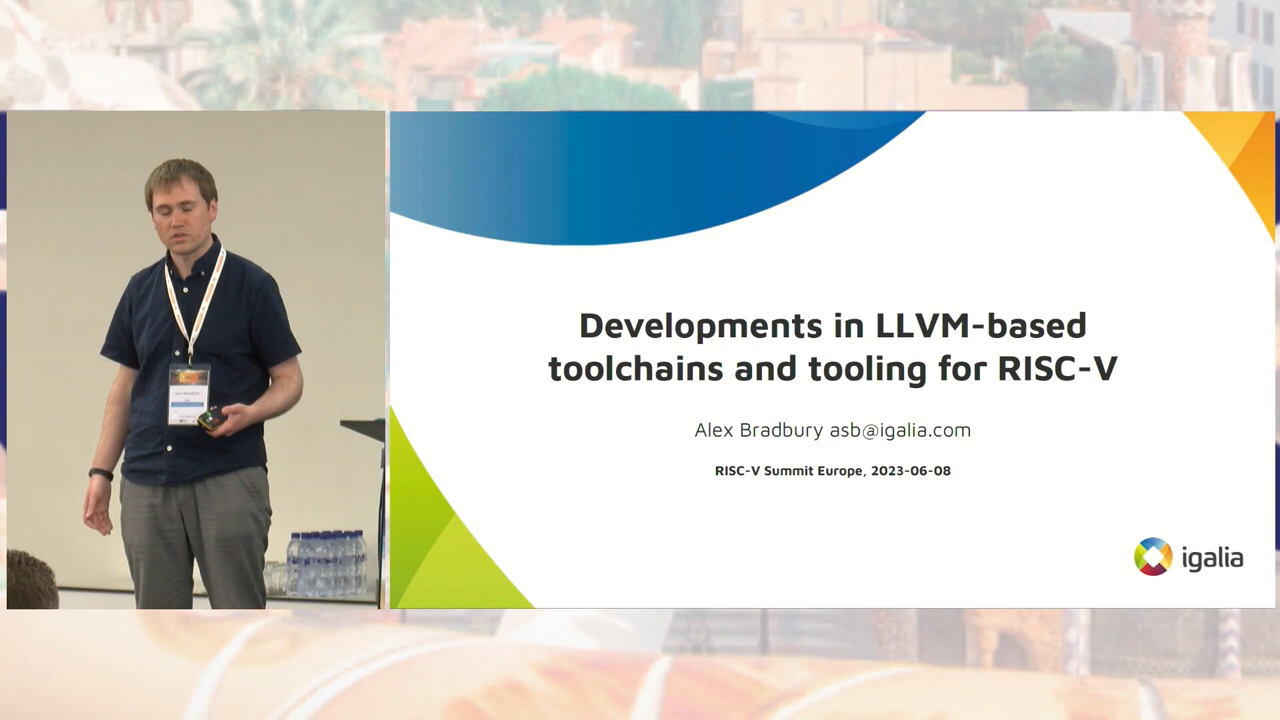 Developments in LLVM-based
toolchains and tooling for RISC-V
Alex Bradbury asb@igalia.com
RISC-V Summit Europe, 2023-06-08
igalia